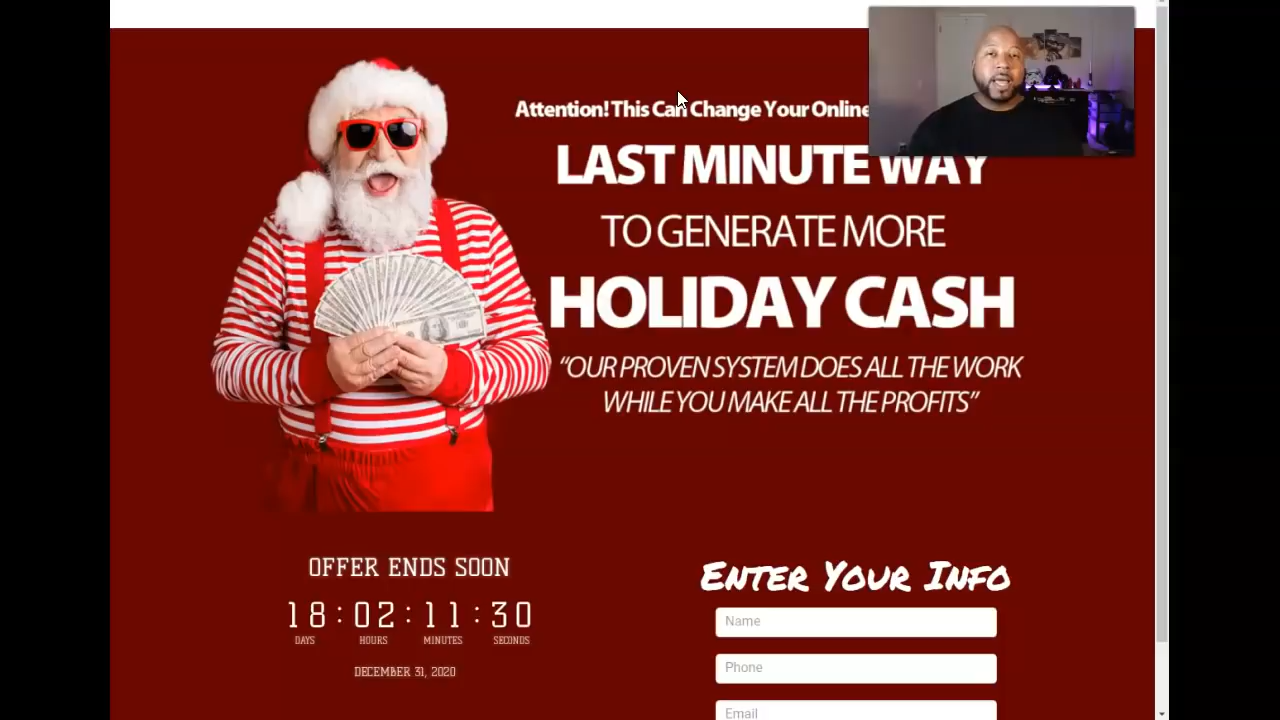 Attention! This Can Change Your Online
LAST MINUTE WAY
TO GENERATE MORE
HOLIDAY CASH
“OUR PROVEN SYSTEM DOES ALL THE WORK
WHILE YOU MAKE ALL THE PROFITS”
OFFER ENDS SOON
18 : 02 : 11 : 30
DAYS HOURS MINUTES SECONDS
DECEMBER 31, 2020
Enter Your Info
Name
Phone
Email